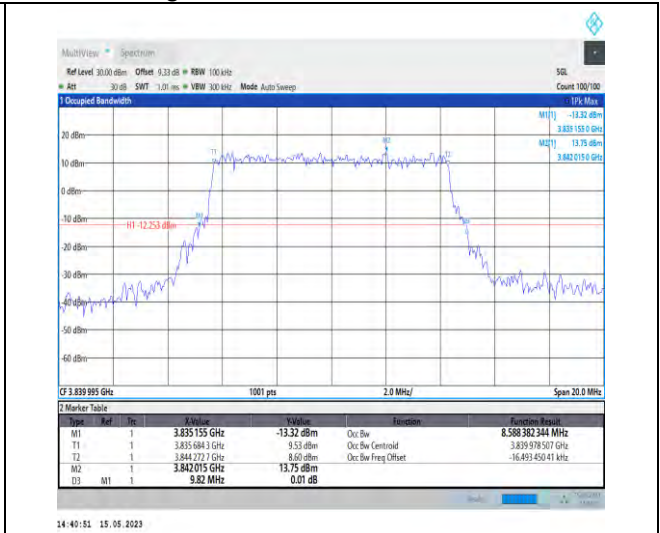 MultiView Spectrum
Ref Level 30.00 dBm Offset 9.33 dB RBW 100 kHz SGL
Att 30 dB SWT 1.01 ms VBW 300 kHz Mode Auto Sweep Count 100/100
1 Occupied Bandwidth 1Pk Max
M1[1] -13.32 dBm
3.835 155 0 GHz
M2[1] 13.75 dBm
3.842 015 0 GHz
20 dBm
10 dBm
T1 M2 T2
0 dBm
-10 dBm
H1 -12.253 dBm
-20 dBm
-30 dBm
-40 dBm
-50 dBm
-60 dBm
CF 3.839 995 GHz 1001 pts 2.0 MHz/ Span 20.0 MHz
2 Marker Table
Type Ref Trc X-Value Y-Value Function Function Result
M1 1 3.835 155 GHz -13.32 dBm Occ Bw 8.588 382 344 MHz
T1 1 3.835 684 3 GHz 9.53 dBm Occ Bw Centroid 3.839 978 507 GHz
T2 1 3.844 272 7 GHz 8.60 dBm Occ Bw Freq Offset -16.493 450 41 kHz
M2 1 3.842 015 GHz 13.75 dBm
D3 M1 1 9.82 MHz 0.01 dB
14:40:51 15.05.2023